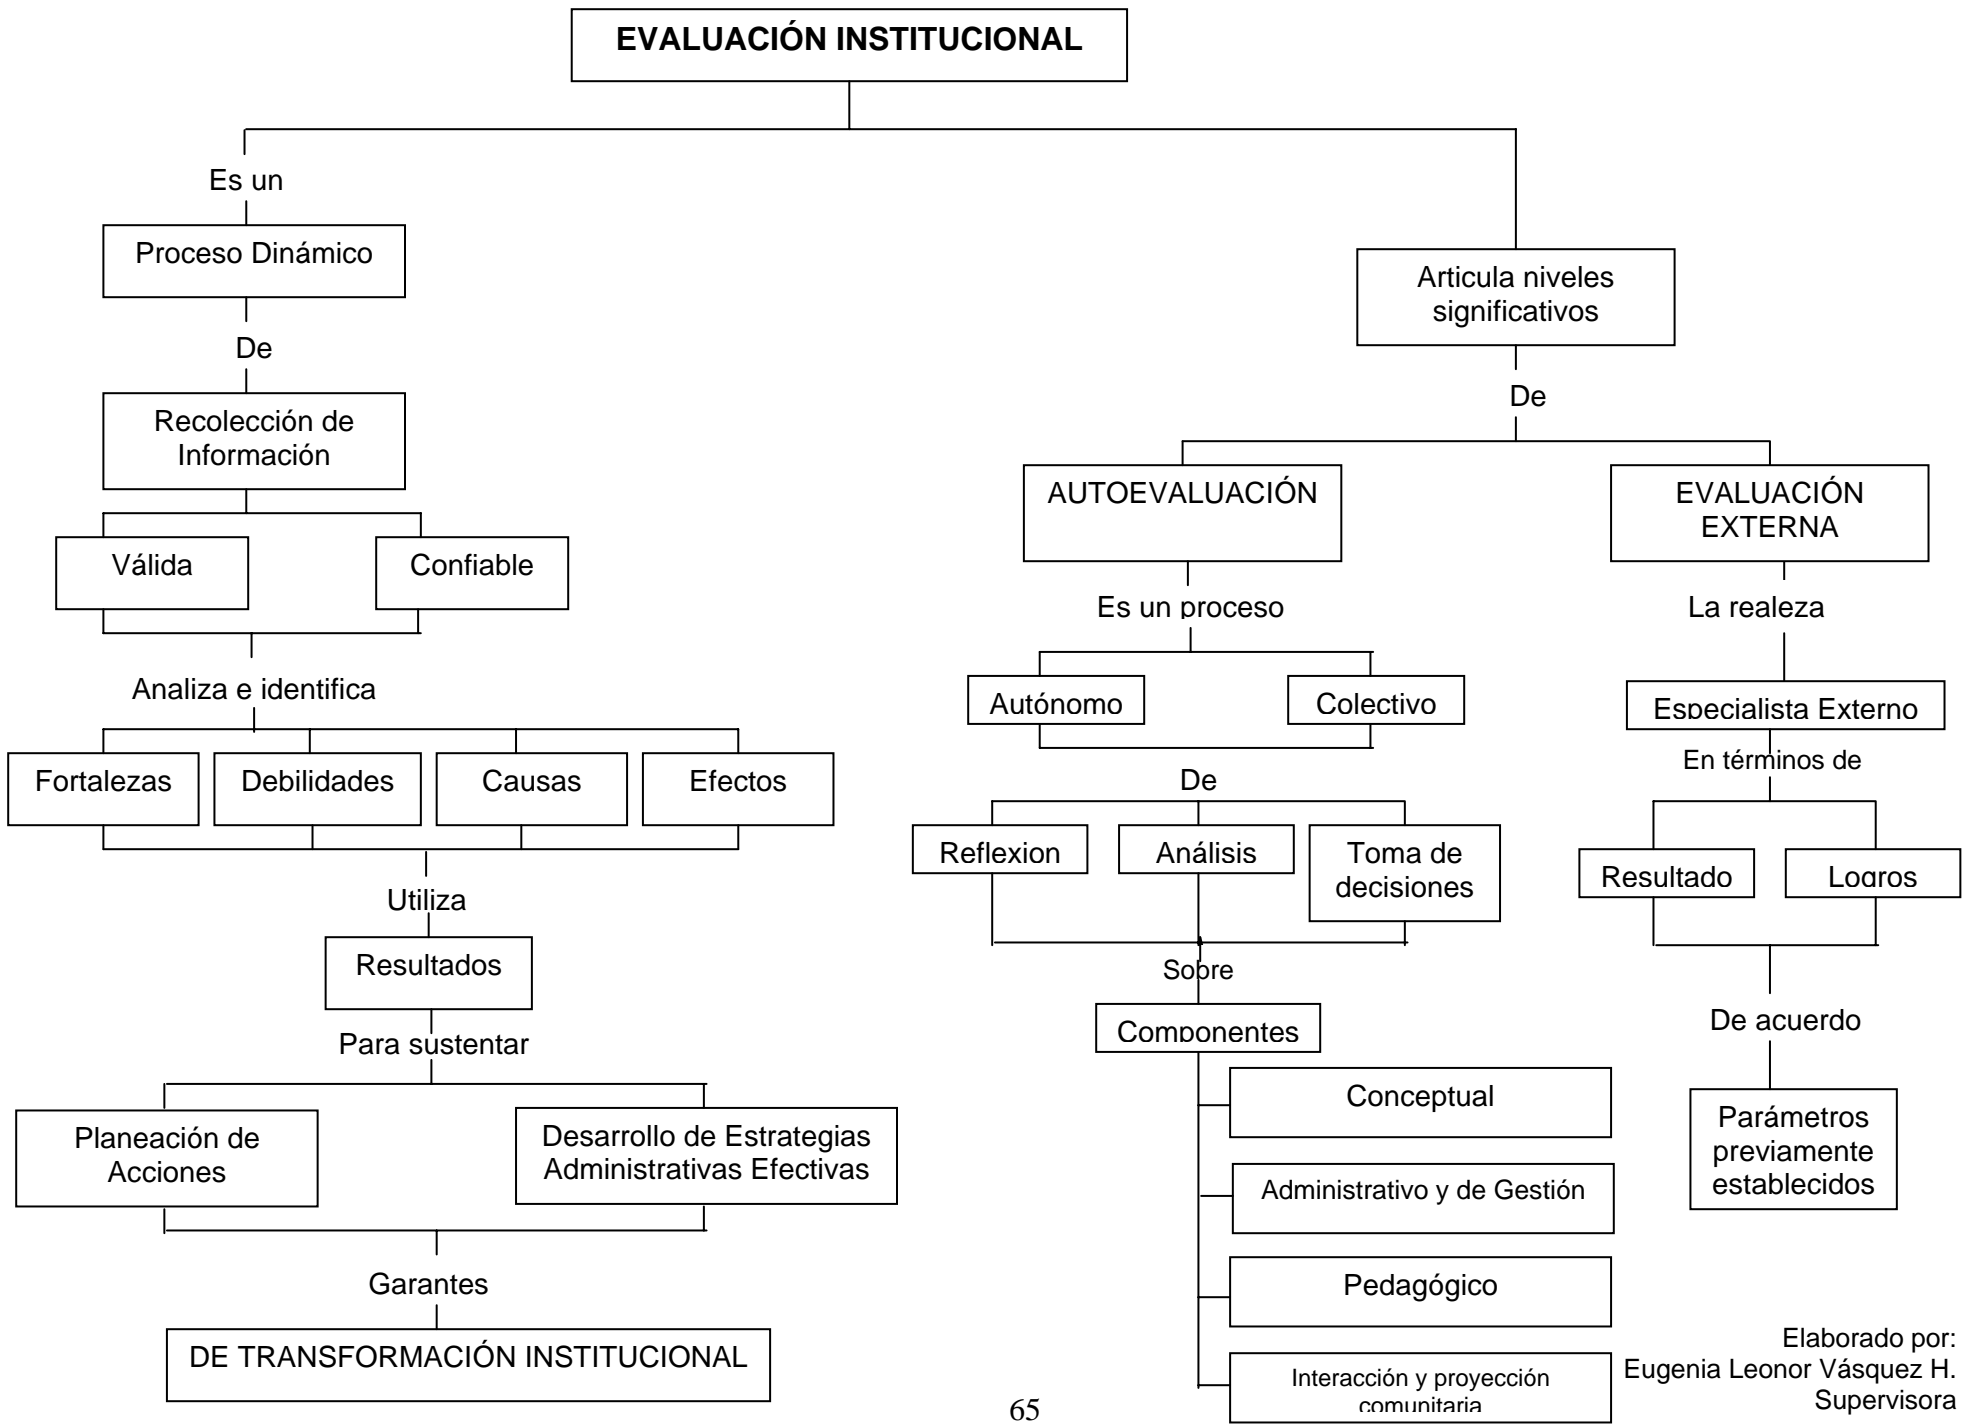 EVALUACIÓN INSTITUCIONAL
Es un
Proceso Dinámico
De
Recolección de
Información
Válida
Confiable
Analiza e identifica
Fortalezas
Debilidades
Causas
Efectos
Utiliza
Resultados
Para sustentar
Planeación de
Acciones
Desarrollo de Estrategias
Administrativas Efectivas
Garantes
DE TRANSFORMACIÓN INSTITUCIONAL
Articula niveles
significativos
De
AUTOEVALUACIÓN
Es un proceso
Autónomo
Colectivo
De
Reflexion
Análisis
Toma de
decisiones
Sobre
Componentes
Conceptual
Administrativo y de Gestión
Pedagógico
Interacción y proyección
comunitaria
EVALUACIÓN
EXTERNA
La realeza
Especialista Externo
En términos de
Resultado
Logros
De acuerdo
Parámetros
previamente
establecidos
Elaborado por:
Eugenia Leonor Vásquez H.
Supervisora
65